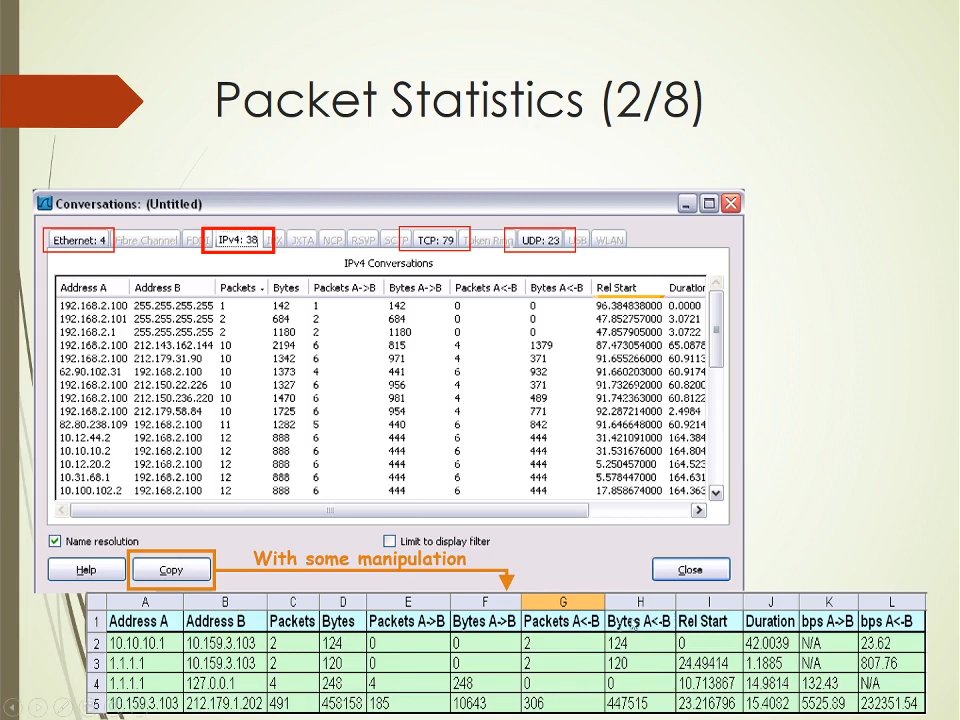 Packet Statistics (2/8)
Conversations: (Untitled)
Ethernet: 4 Fibre Channel FDDI IPv4: 38 IPX JXTA NCP RSVP SCTP TCP: 79 Token Ring UDP: 23 USB WLAN
IPv4 Conversations
Address A Address B Packets Bytes Packets A->B Bytes A->B Packets A<-B Bytes A<-B Rel Start Duration
192.168.2.100 255.255.255.255 1 142 1 142 0 0 96.384838000 0.0000
192.168.2.101 255.255.255.255 2 684 2 684 0 0 47.852757000 3.0721
192.168.2.1 255.255.255.255 2 1180 2 1180 0 0 47.857905000 3.0722
192.168.2.100 212.143.162.144 10 2194 6 815 4 1379 87.473054000 65.0878
192.168.2.100 212.179.31.90 10 1342 6 971 4 371 91.655266000 60.9113
62.90.102.31 192.168.2.100 10 1373 4 441 6 932 91.660203000 60.9174
192.168.2.100 212.150.22.226 10 1327 6 956 4 371 91.732692000 60.8200
192.168.2.100 212.150.236.220 10 1470 6 981 4 489 91.742363000 60.8122
192.168.2.100 212.179.58.84 10 1725 6 954 4 771 92.287214000 2.4984
82.80.238.109 192.168.2.100 11 1282 5 440 6 842 91.646648000 60.9214
10.12.44.2 192.168.2.100 12 888 6 444 6 444 31.421091000 164.384
10.10.10.2 192.168.2.100 12 888 6 444 6 444 31.531676000 164.804
10.12.20.2 192.168.2.100 12 888 6 444 6 444 5.250457000 164.523
10.31.68.1 192.168.2.100 12 888 6 444 6 444 5.578447000 164.631
10.100.102.2 192.168.2.100 12 888 6 444 6 444 17.858674000 164.363
Name resolution Limit to display filter
With some manipulation
Help Copy Close
A B C D E F G H I J K L
1 Address A Address B Packets Bytes Packets A->B Bytes A->B Packets A<-B Bytes A<-B Rel Start Duration bps A->B bps A<-B
2 10.10.10.1 10.159.3.103 2 124 0 0 2 124 0 42.0039 N/A 23.62
3 1.1.1.1 10.159.3.103 2 120 0 0 2 120 24.49414 1.1885 N/A 807.76
4 1.1.1.1 127.0.0.1 4 248 4 248 0 0 10.713867 14.9814 132.43 N/A
5 10.159.3.103 212.179.1.202 491 458158 185 10643 306 447515 23.216796 15.4082 5525.89 232351.54